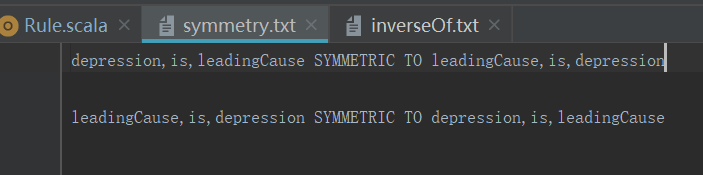 Rule.scala symmetry.txt inverseOf.txt
depression,is,leadingCause SYMMETRIC TO leadingCause,is,depression
leadingCause,is,depression SYMMETRIC TO depression,is,leadingCause